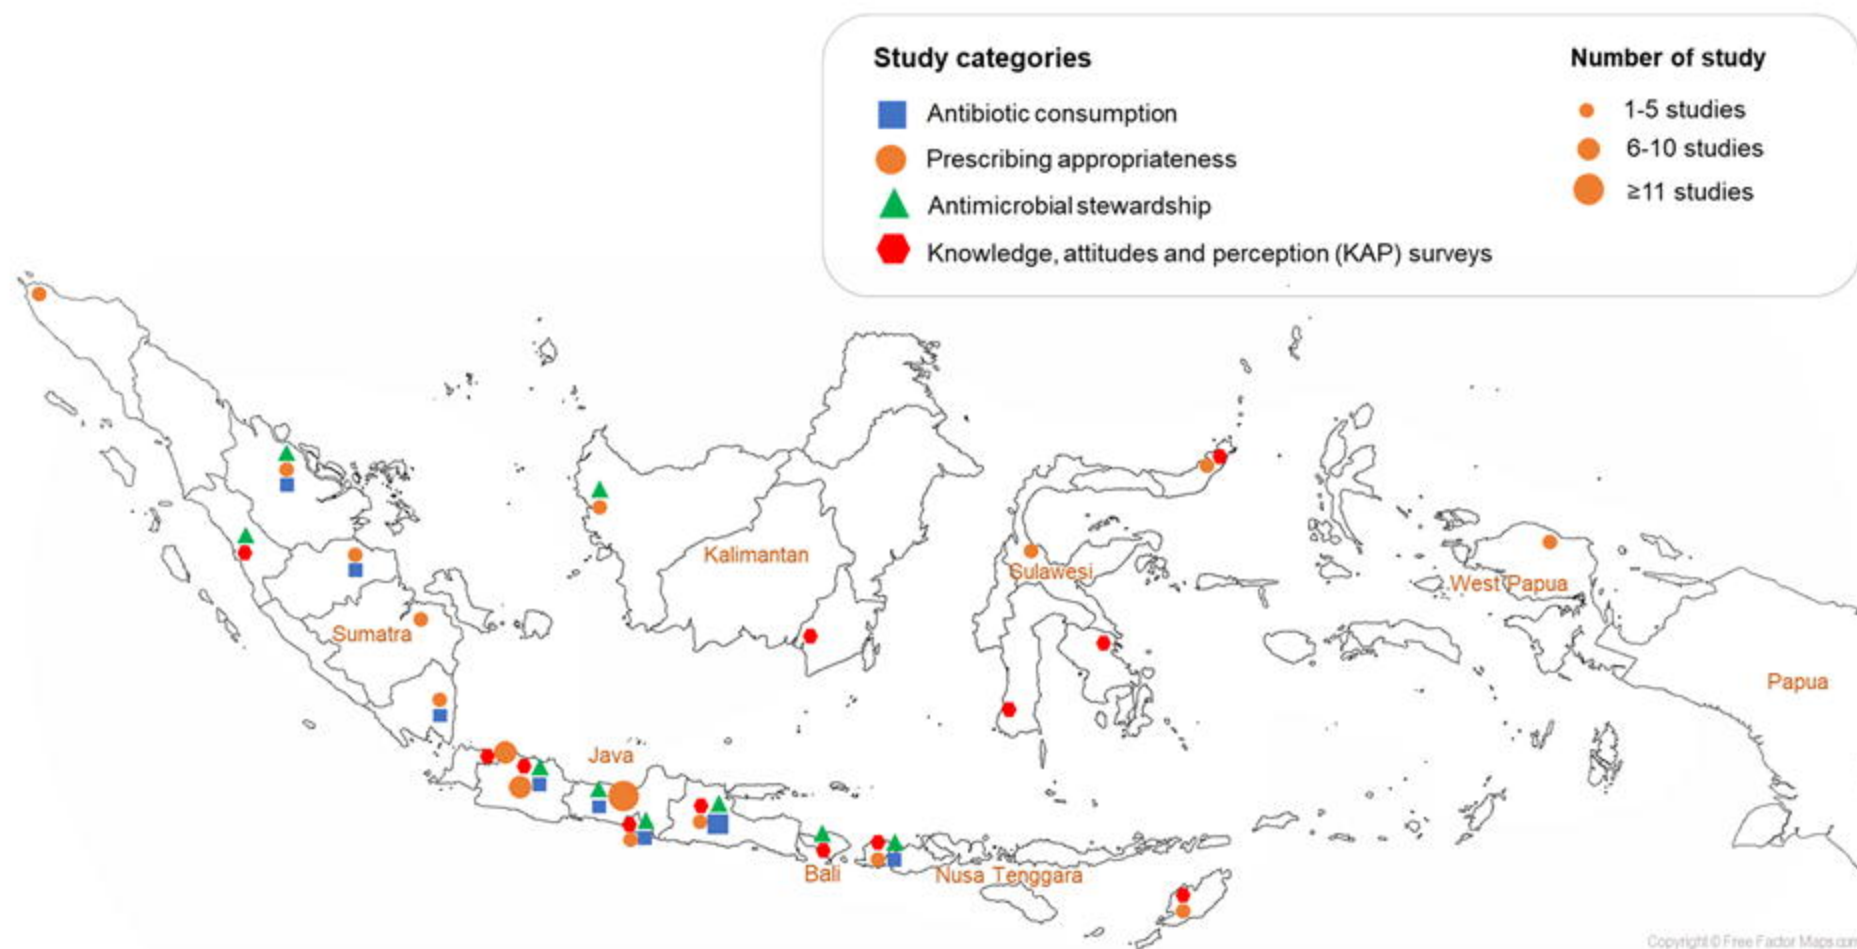 Study categories
Antibiotic consumption
Prescribing appropriateness
Antimicrobial stewardship
Knowledge, attitudes and perception (KAP) surveys
Number of study
1-5 studies
6-10 studies
≥11 studies
Kalimantan
Sulawesi
West Papua
Sumatra
Papua
Java
Bali
Nusa Tenggara
Copyright © Free Factor Maps.com